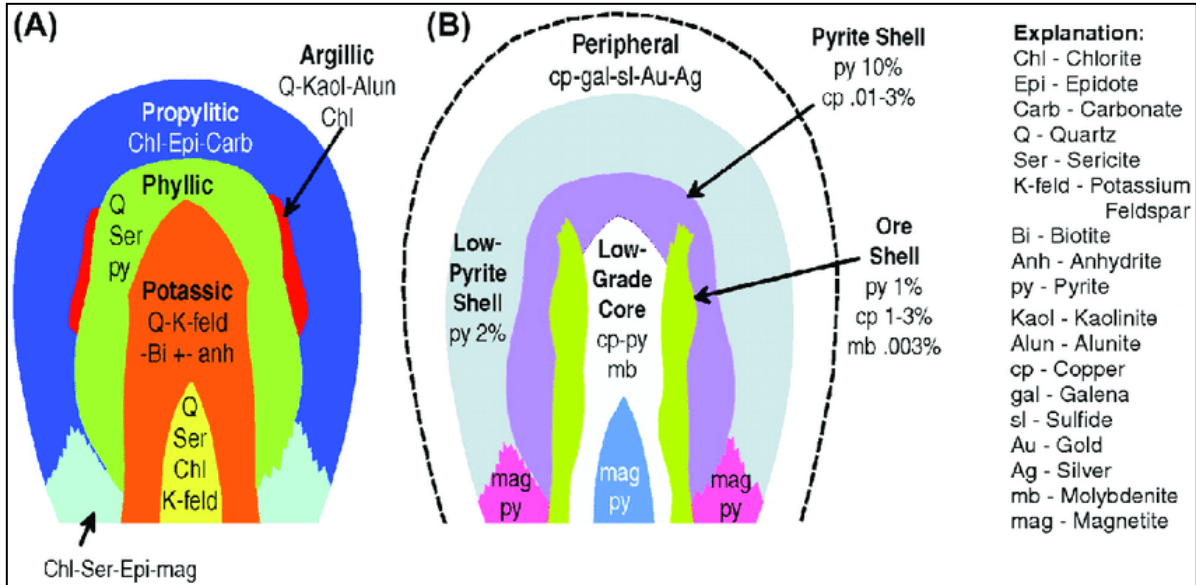 (A)
Argillic
Q-Kaol-Alun
Chl
Propylitic
Chl-Epi-Carb
Phyllic
Q
Ser
py
Potassic
Q-K-feld
-Bi +- anh
Q
Ser
Chl
K-feld
Chl-Ser-Epi-mag
(B)
Peripheral
cp-gal-sl-Au-Ag
Pyrite Shell
py 10%
cp .01-3%
Low-
Pyrite
Shell
py 2%
Low-
Grade
Core
cp-py
mb
Ore
Shell
py 1%
cp 1-3%
mb .003%
mag
py
mag
py
mag
py
Explanation:
Chl - Chlorite
Epi - Epidote
Carb - Carbonate
Q - Quartz
Ser - Sericite
K-feld - Potassium
Feldspar
Bi - Biotite
Anh - Anhydrite
py - Pyrite
Kaol - Kaolinite
Alun - Alunite
cp - Copper
gal - Galena
sl - Sulfide
Au - Gold
Ag - Silver
mb - Molybdenite
mag - Magnetite